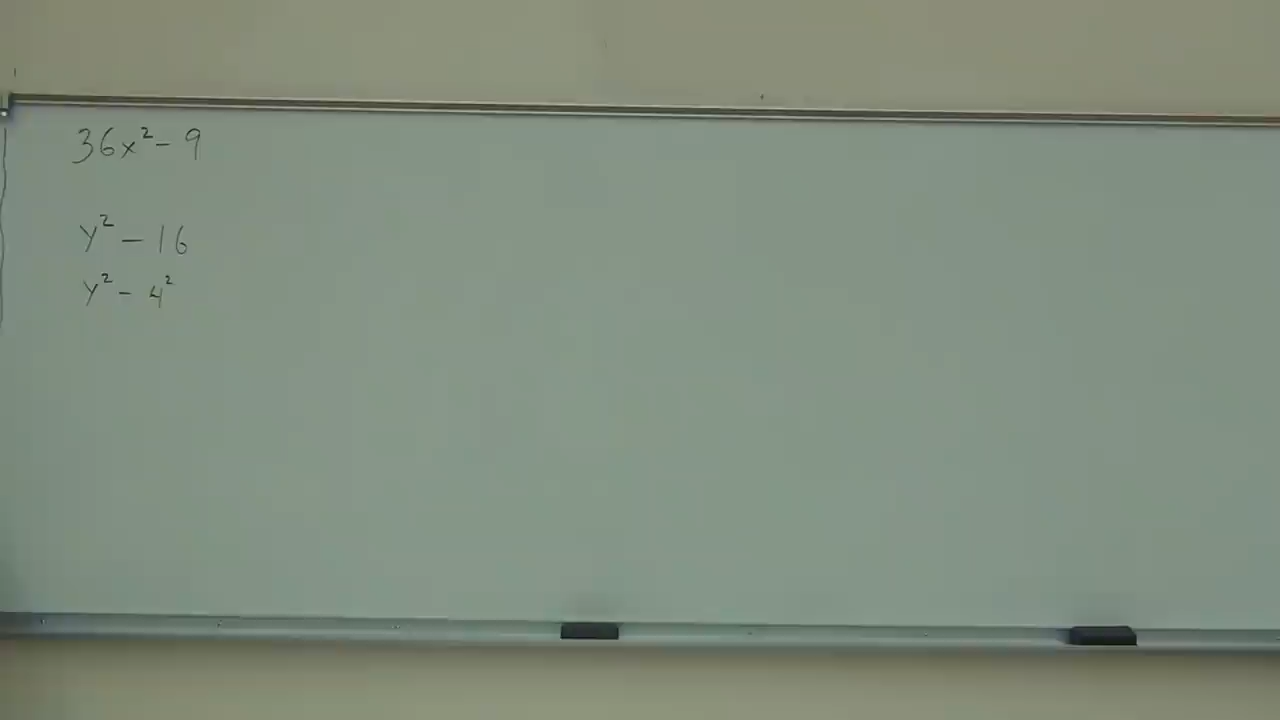 36x² - 9
y² - 16
y² - 4²